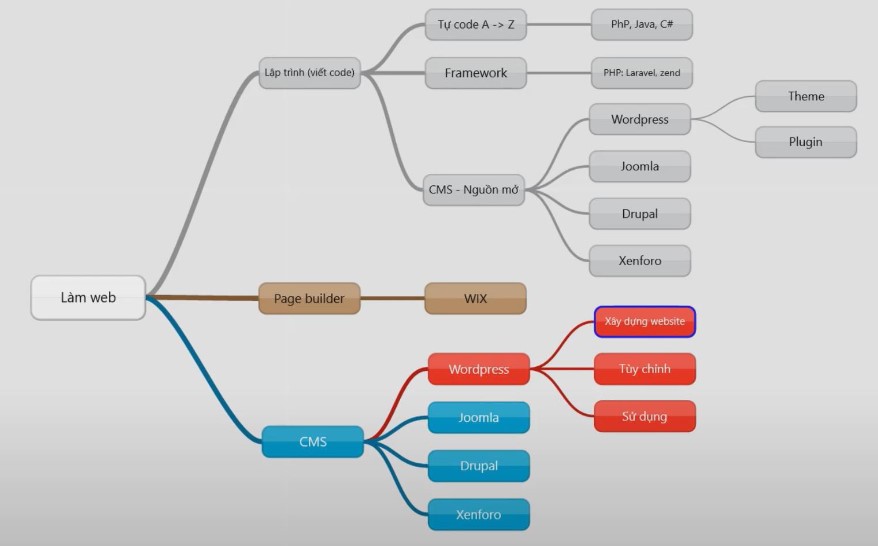 Làm web
Lập trình (viết code)
Tự code A -> Z
PhP, Java, C#
Framework
PHP: Laravel, zend
CMS - Nguồn mở
Wordpress
Theme
Plugin
Joomla
Drupal
Xenforo
Page builder
WIX
CMS
Wordpress
Xây dựng website
Tùy chỉnh
Sử dụng
Joomla
Drupal
Xenforo